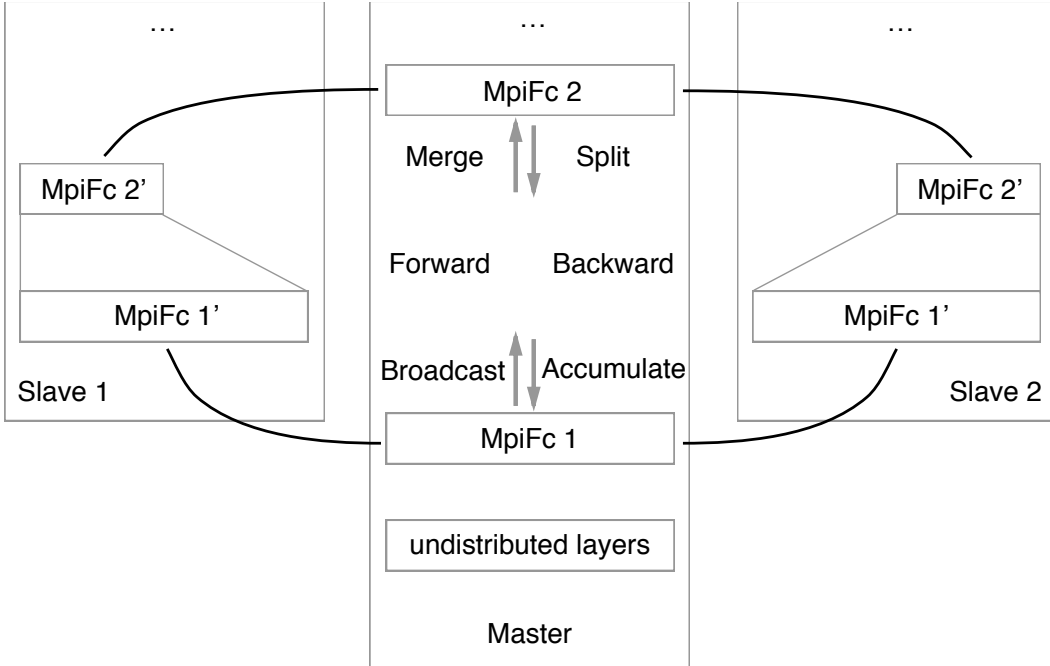 ...
...
...
MpiFc 2
Merge
Split
MpiFc 2’
MpiFc 2’
Forward
Backward
MpiFc 1’
MpiFc 1’
Broadcast
Accumulate
Slave 1
Slave 2
MpiFc 1
undistributed layers
Master